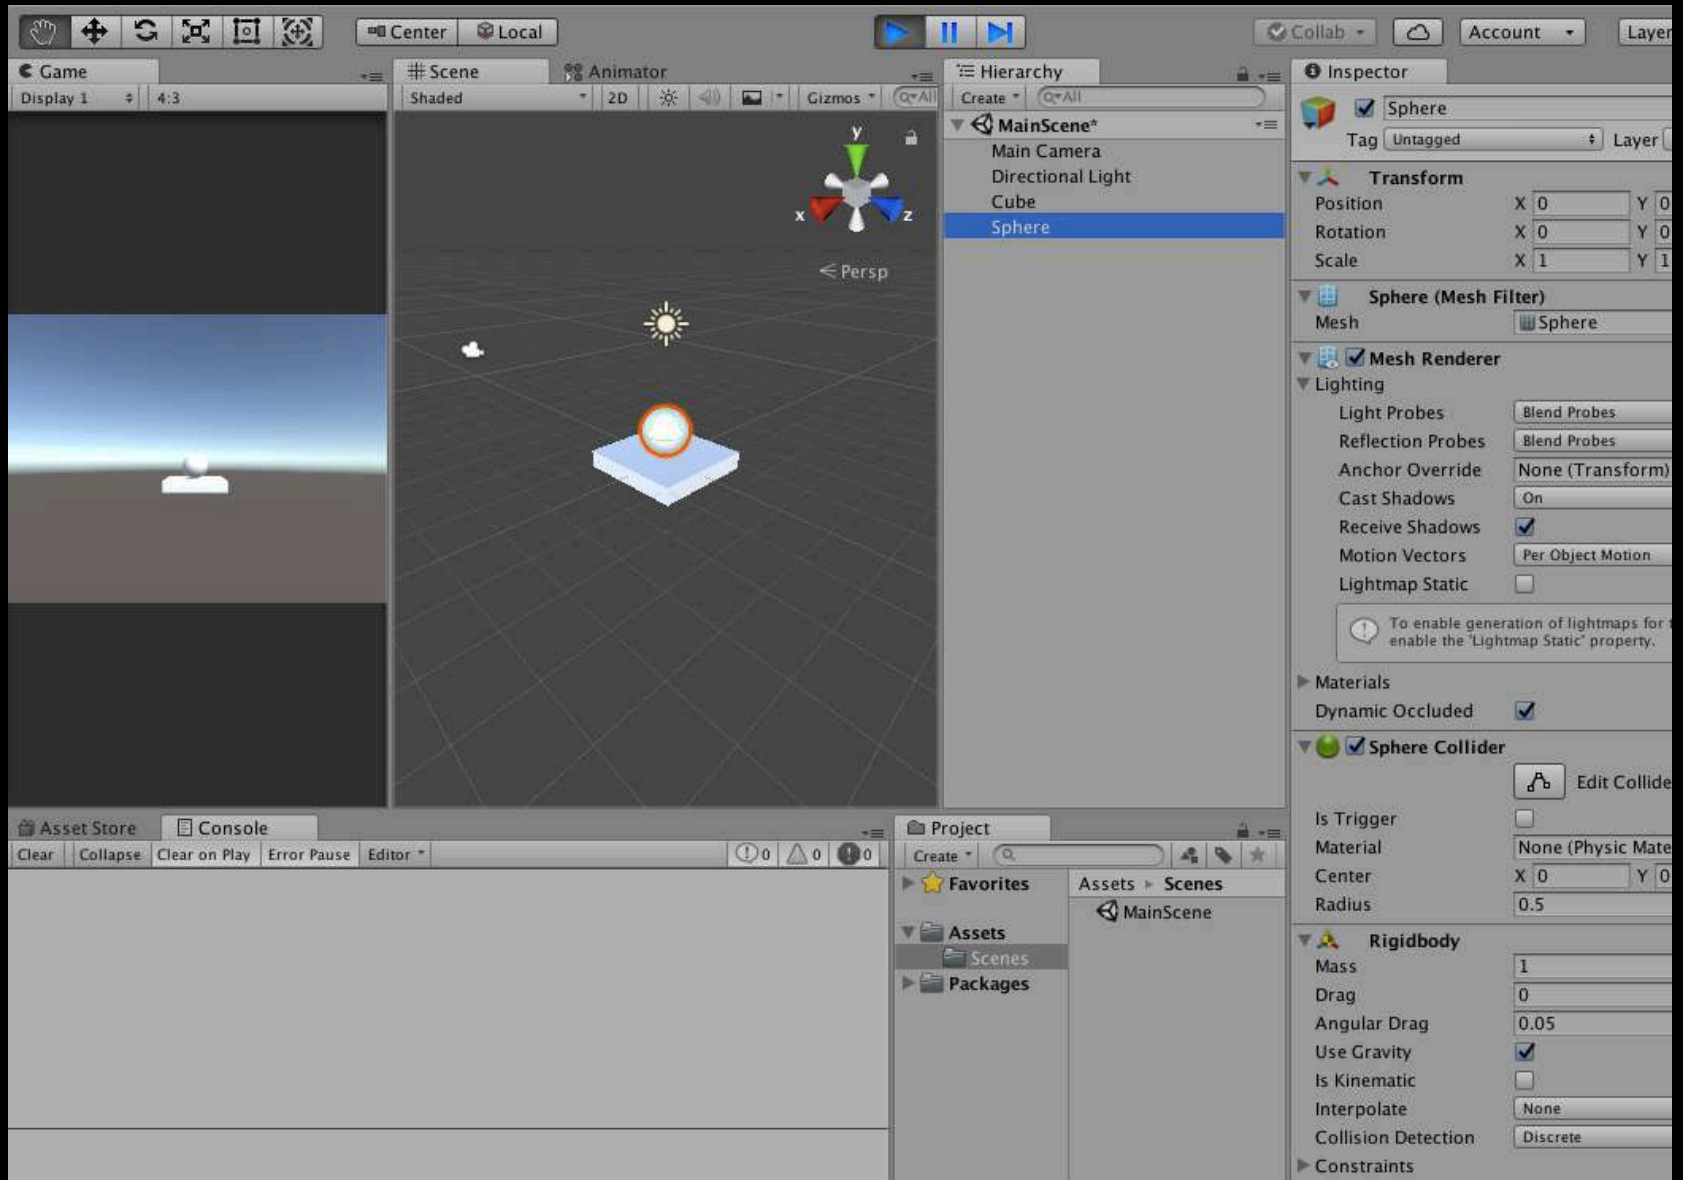 Center Local Collab Account Layer
Game
Display 1 4:3
Scene Animator
Shaded 2D Gizmos All
y
x z
Persp
Hierarchy
Create All
MainScene*
Main Camera
Directional Light
Cube
Sphere
Inspector
Sphere
Tag Untagged Layer
Transform
Position X 0 Y 0
Rotation X 0 Y 0
Scale X 1 Y 1
Sphere (Mesh Filter)
Mesh Sphere
Mesh Renderer
Lighting
Light Probes Blend Probes
Reflection Probes Blend Probes
Anchor Override None (Transform)
Cast Shadows On
Receive Shadows
Motion Vectors Per Object Motion
Lightmap Static
To enable generation of lightmaps for
enable the 'Lightmap Static' property.
Materials
Dynamic Occluded
Sphere Collider
Edit Collide
Is Trigger
Material None (Physic Mate
Center X 0 Y 0
Radius 0.5
Rigidbody
Mass 1
Drag 0
Angular Drag 0.05
Use Gravity
Is Kinematic
Interpolate None
Collision Detection Discrete
Constraints
Asset Store Console
Clear Collapse Clear on Play Error Pause Editor 0 0 0
Project
Create
Favorites
Assets
Scenes
Packages
Assets Scenes
MainScene